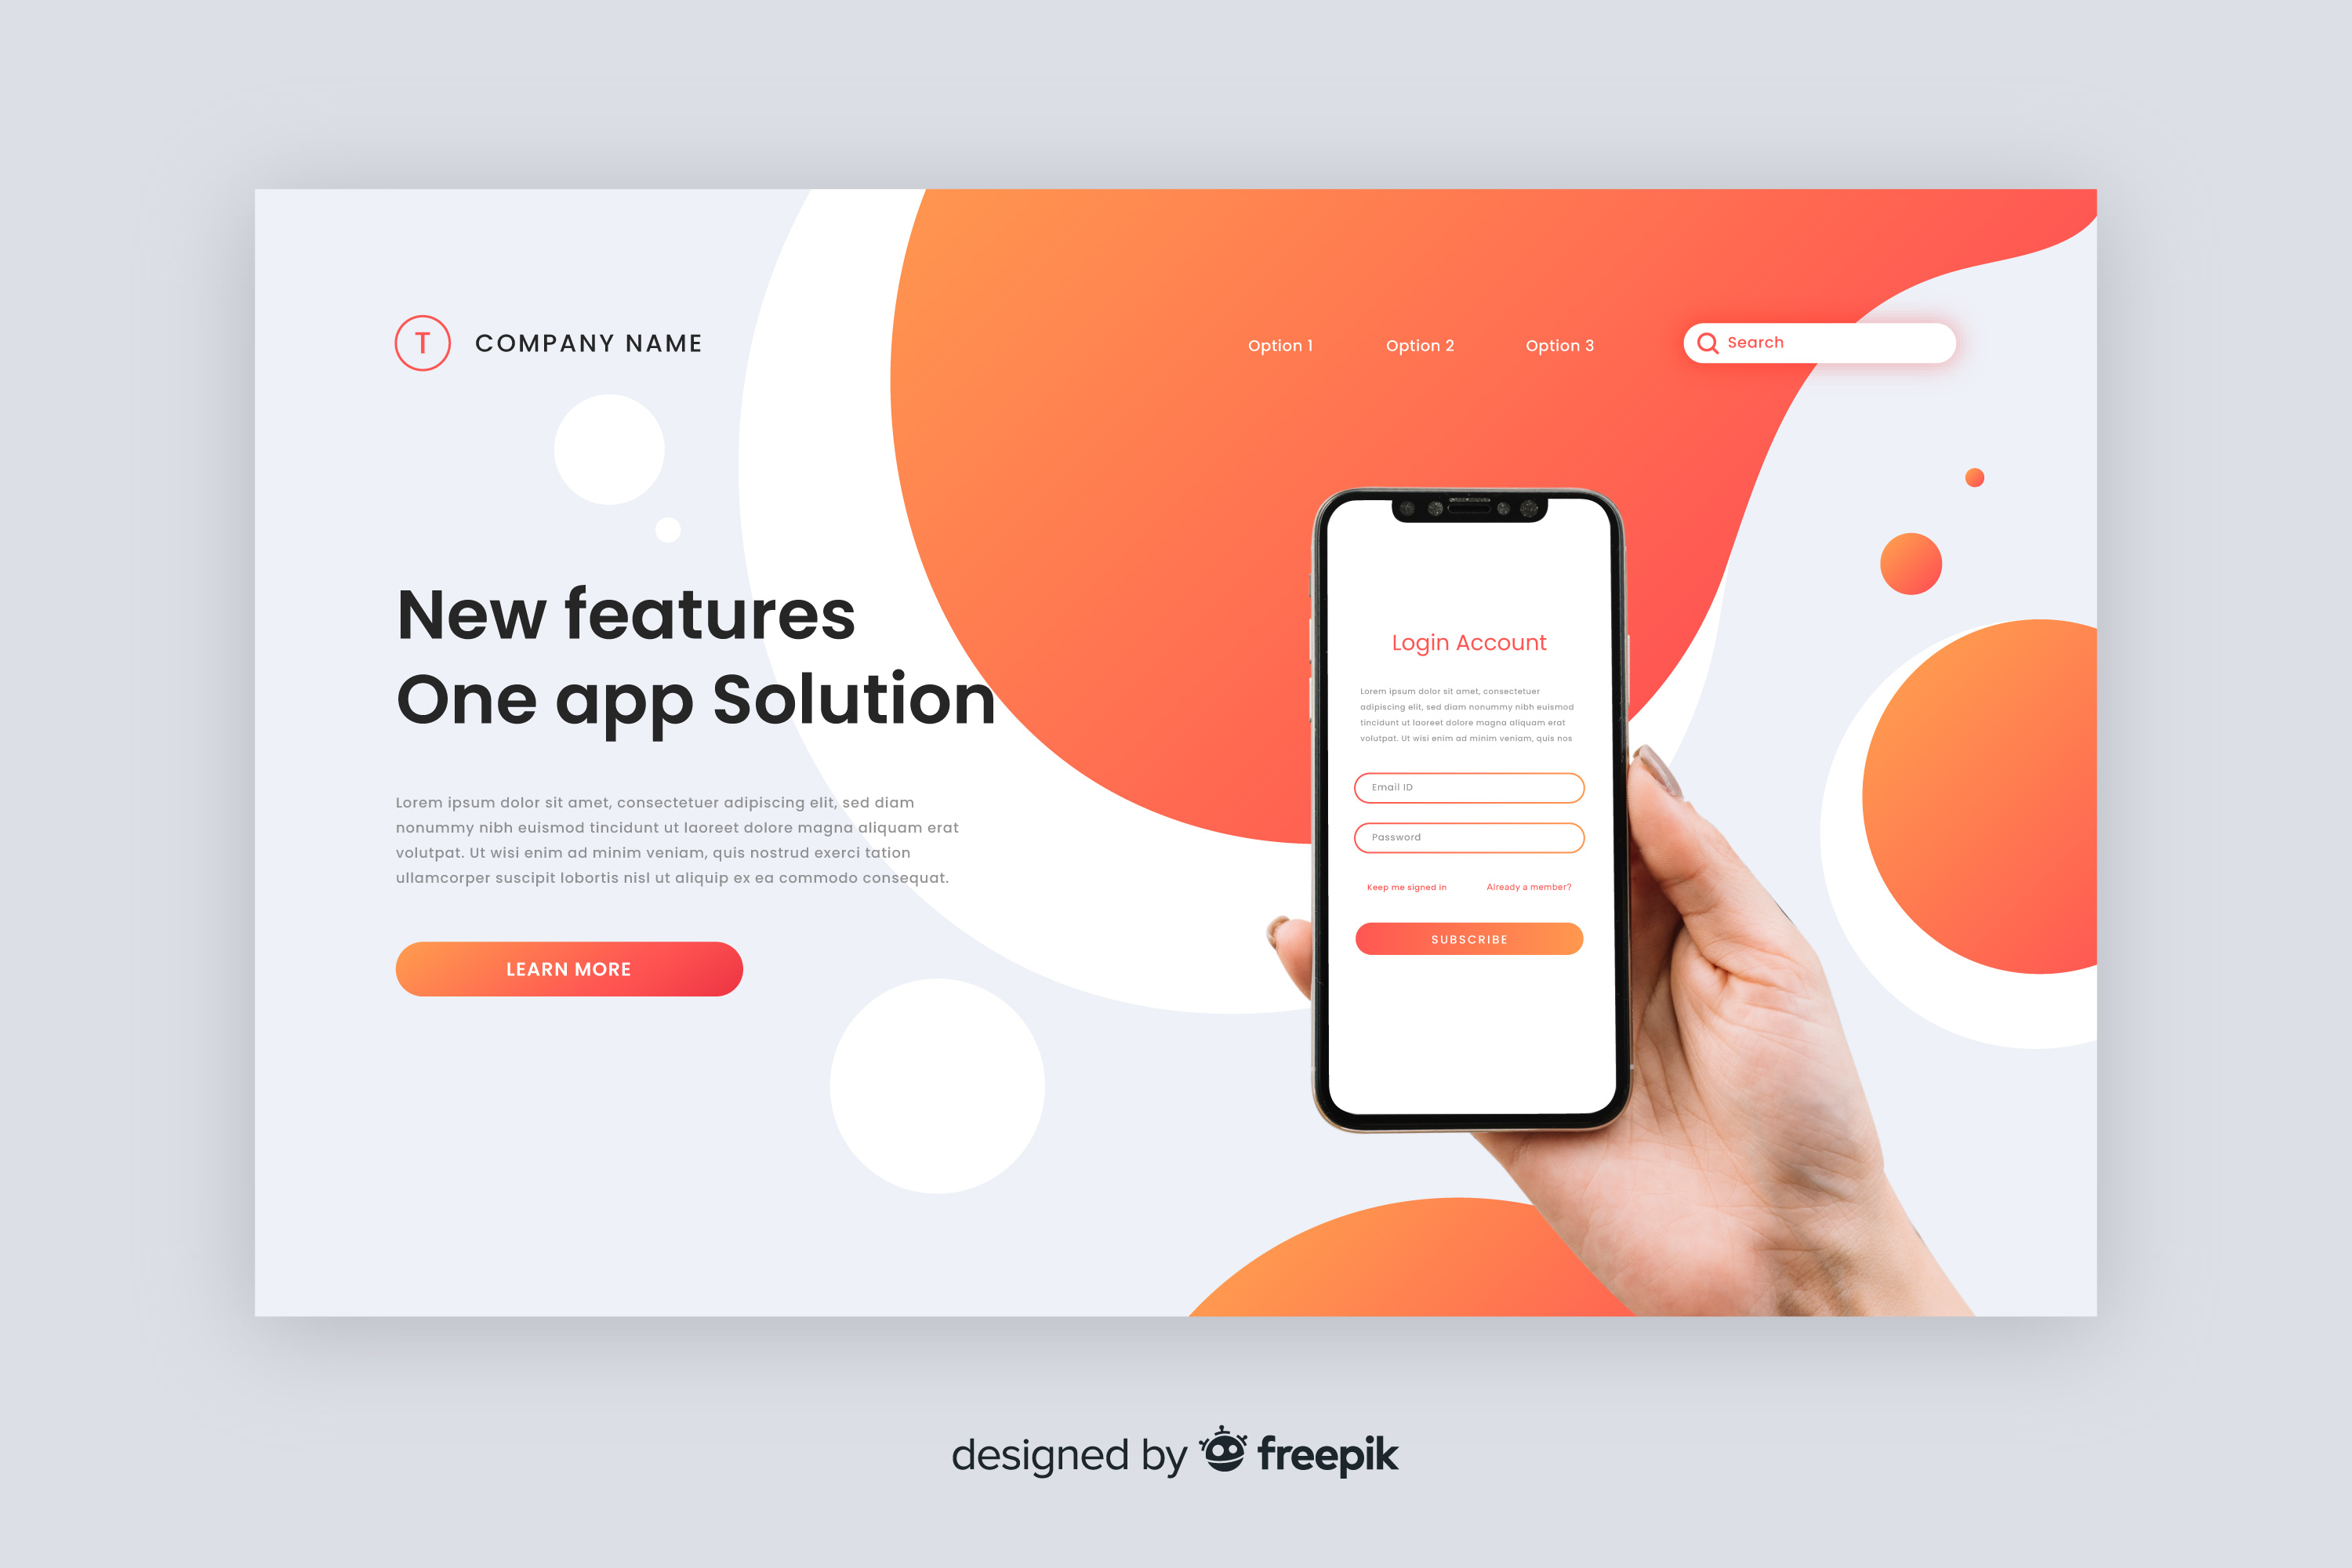 T COMPANY NAME
Option 1 Option 2 Option 3 Search
New features
One app Solution
Lorem ipsum dolor sit amet, consectetuer adipiscing elit, sed diam
nonummy nibh euismod tincidunt ut laoreet dolore magna aliquam erat
volutpat. Ut wisi enim ad minim veniam, quis nostrud exerci tation
ullamcorper suscipit lobortis nisl ut aliquip ex ea commodo consequat.
LEARN MORE
Login Account
Lorem ipsum dolor sit amet, consectetuer
adipiscing elit, sed diam nonummy nibh euismod
tincidunt ut laoreet dolore magna aliquam erat
volutpat. Ut wisi enim ad minim veniam, quis nos
Email ID
Password
Keep me signed in Already a member?
SUBSCRIBE
designed by freepik